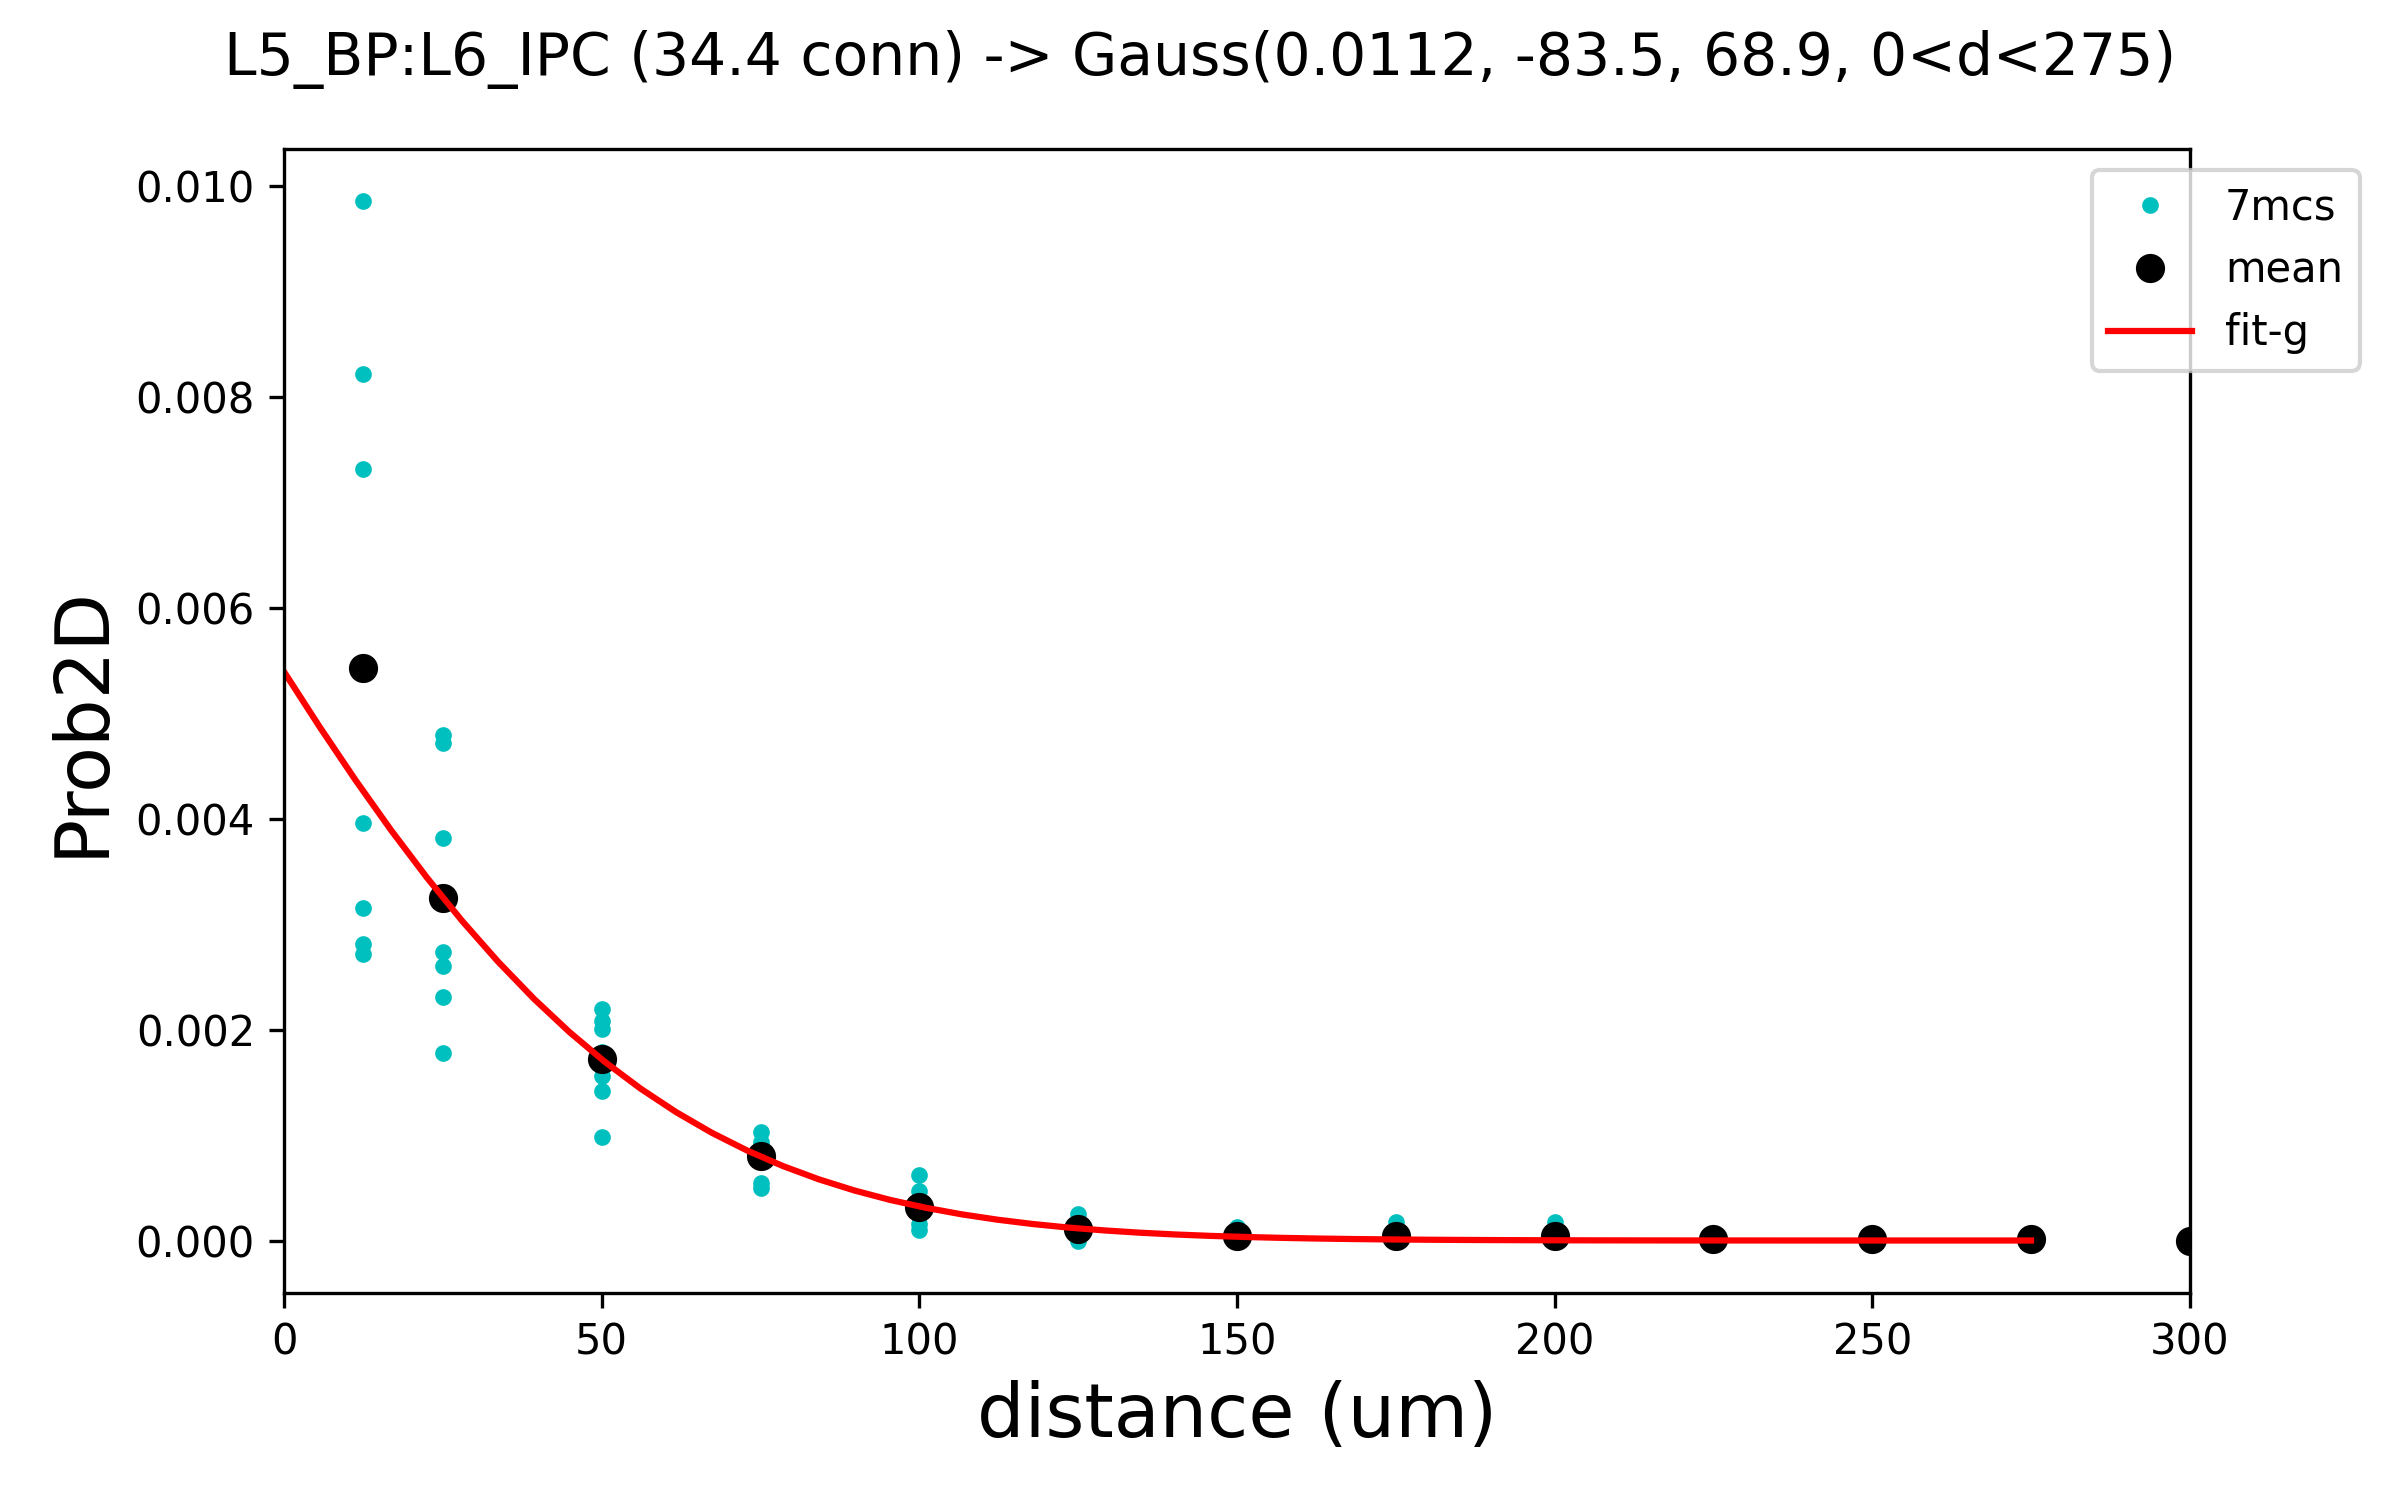 L5_BP:L6_IPC (34.4 conn) -> Gauss(0.0112, -83.5, 68.9, 0<d<275)
7mcs
mean
fit-g
0.010
0.008
0.006
0.004
0.002
0.000
Prob2D
0 50 100 150 200 250 300
distance (um)